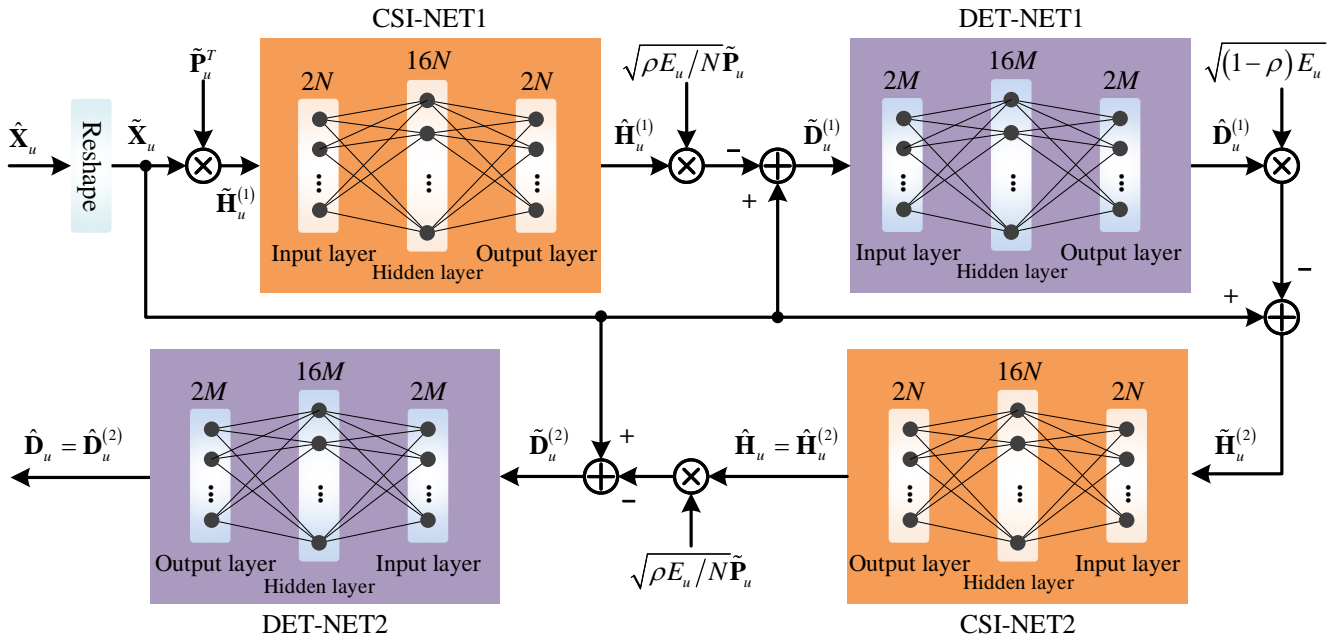 CSI-NET1
DET-NET1
P̃_u^T
2N
16N
2N
√(ρE_u/N) P̃_u
2M
16M
2M
√((1−ρ)E_u)
X̂_u
Reshape
X̃_u
H̃_u^(1)
Ĥ_u^(1)
−
+
D̃_u^(1)
D̂_u^(1)
Input layer
Hidden layer
Output layer
Input layer
Hidden layer
Output layer
−
+
2M
16M
2M
2N
16N
2N
D̂_u = D̂_u^(2)
D̃_u^(2)
+
−
Ĥ_u = Ĥ_u^(2)
H̃_u^(2)
Output layer
Hidden layer
Input layer
√(ρE_u/N) P̃_u
Output layer
Hidden layer
Input layer
DET-NET2
CSI-NET2